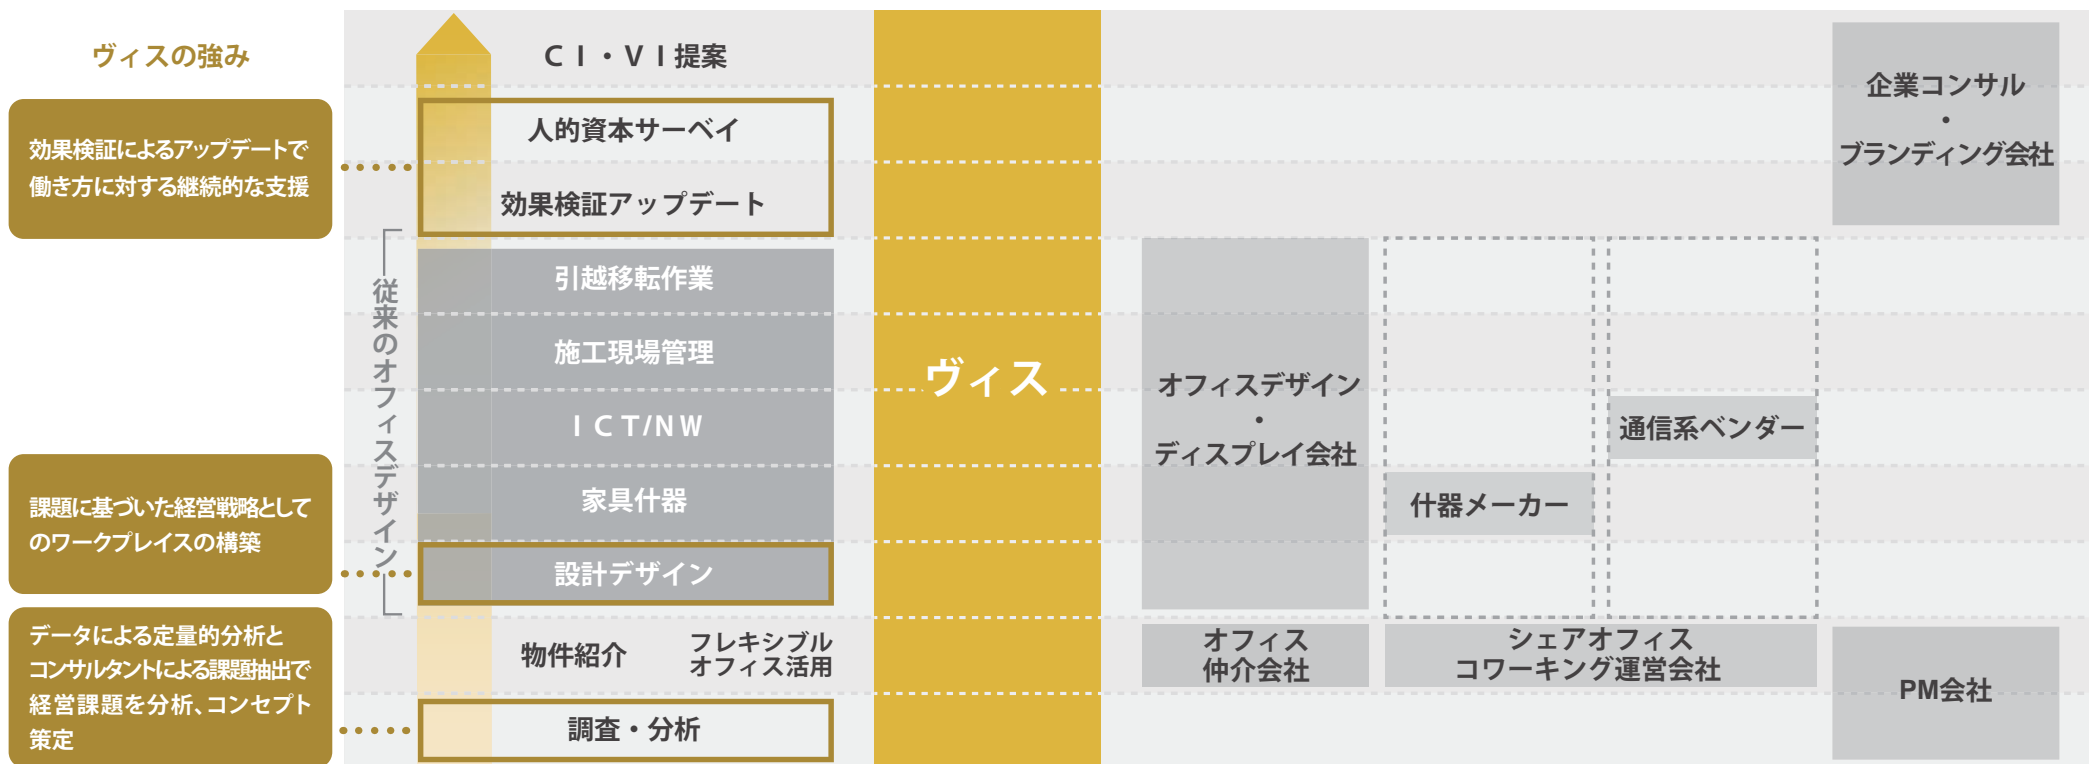 ヴィスの強み
効果検証によるアップデートで
働き方に対する継続的な支援
課題に基づいた経営戦略として
のワークプレイスの構築
データによる定量的分析と
コンサルタントによる課題抽出で
経営課題を分析、コンセプト
策定
従来のオフィスデザイン
CI・VI提案
人的資本サーベイ
効果検証アップデート
引越移転作業
施工現場管理
ICT/NW
家具什器
設計デザイン
物件紹介
フレキシブル
オフィス活用
調査・分析
ヴィス
オフィスデザイン
・
ディスプレイ会社
什器メーカー
通信系ベンダー
企業コンサル
・
ブランディング会社
オフィス
仲介会社
シェアオフィス
コワーキング運営会社
PM会社